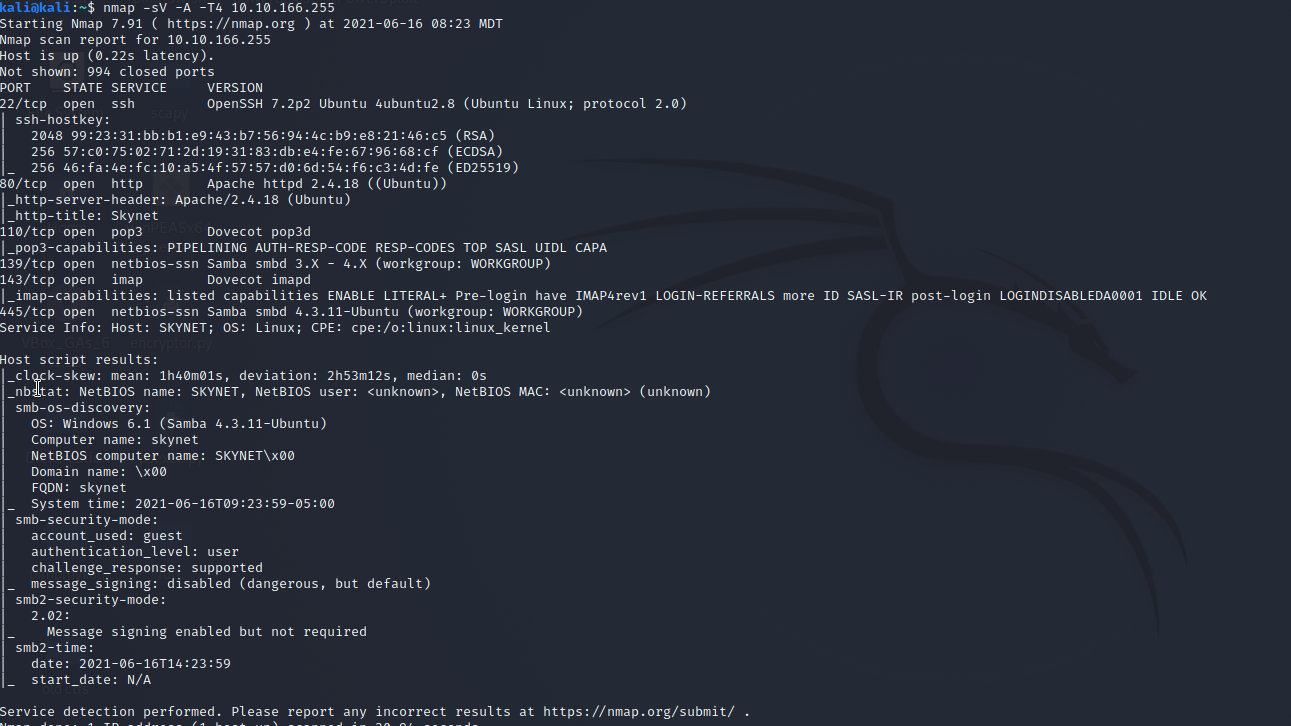 kali@kali:~$ nmap -sV -A -T4 10.10.166.255
Starting Nmap 7.91 ( https://nmap.org ) at 2021-06-16 08:23 MDT
Nmap scan report for 10.10.166.255
Host is up (0.22s latency).
Not shown: 994 closed ports
PORT    STATE SERVICE     VERSION
22/tcp  open  ssh         OpenSSH 7.2p2 Ubuntu 4ubuntu2.8 (Ubuntu Linux; protocol 2.0)
| ssh-hostkey:
|   2048 99:23:31:bb:b1:e9:43:b7:56:94:4c:b9:e8:21:46:c5 (RSA)
|   256 57:c0:75:02:71:2d:19:31:83:db:e4:fe:67:96:68:cf (ECDSA)
|_  256 46:fa:4e:fc:10:a5:4f:57:57:d0:6d:54:f6:c3:4d:fe (ED25519)
80/tcp  open  http        Apache httpd 2.4.18 ((Ubuntu))
|_http-server-header: Apache/2.4.18 (Ubuntu)
|_http-title: Skynet
110/tcp open  pop3        Dovecot pop3d
|_pop3-capabilities: PIPELINING AUTH-RESP-CODE RESP-CODES TOP SASL UIDL CAPA
139/tcp open  netbios-ssn Samba smbd 3.X - 4.X (workgroup: WORKGROUP)
143/tcp open  imap        Dovecot imapd
|_imap-capabilities: listed capabilities ENABLE LITERAL+ Pre-login have IMAP4rev1 LOGIN-REFERRALS more ID SASL-IR post-login LOGINDISABLEDA0001 IDLE OK
445/tcp open  netbios-ssn Samba smbd 4.3.11-Ubuntu (workgroup: WORKGROUP)
Service Info: Host: SKYNET; OS: Linux; CPE: cpe:/o:linux:linux_kernel
VBox_GAs_6 encryptor.py
Host script results:
|_clock-skew: mean: 1h40m01s, deviation: 2h53m12s, median: 0s
|_nbstat: NetBIOS name: SKYNET, NetBIOS user: <unknown>, NetBIOS MAC: <unknown> (unknown)
| smb-os-discovery:
|   OS: Windows 6.1 (Samba 4.3.11-Ubuntu)
|   Computer name: skynet
|   NetBIOS computer name: SKYNET\x00
|   Domain name: \x00
|   FQDN: skynet
|_  System time: 2021-06-16T09:23:59-05:00
| smb-security-mode:
|   account_used: guest
|   authentication_level: user
|   challenge_response: supported
|_  message_signing: disabled (dangerous, but default)
| smb2-security-mode:
|   2.02:
|_    Message signing enabled but not required
| smb2-time:
|   date: 2021-06-16T14:23:59
|_  start_date: N/A

Service detection performed. Please report any incorrect results at https://nmap.org/submit/ .